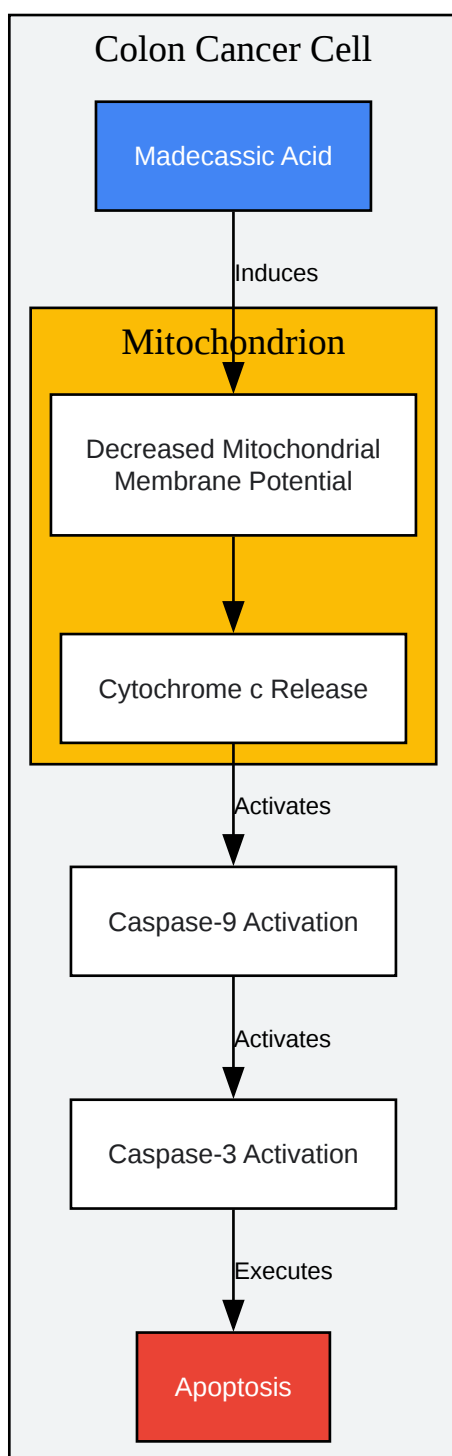 Colon Cancer Cell
Madecassic Acid
Induces
Mitochondrion
Decreased Mitochondrial
Membrane Potential
Cytochrome c Release
Activates
Caspase-9 Activation
Activates
Caspase-3 Activation
Executes
Apoptosis